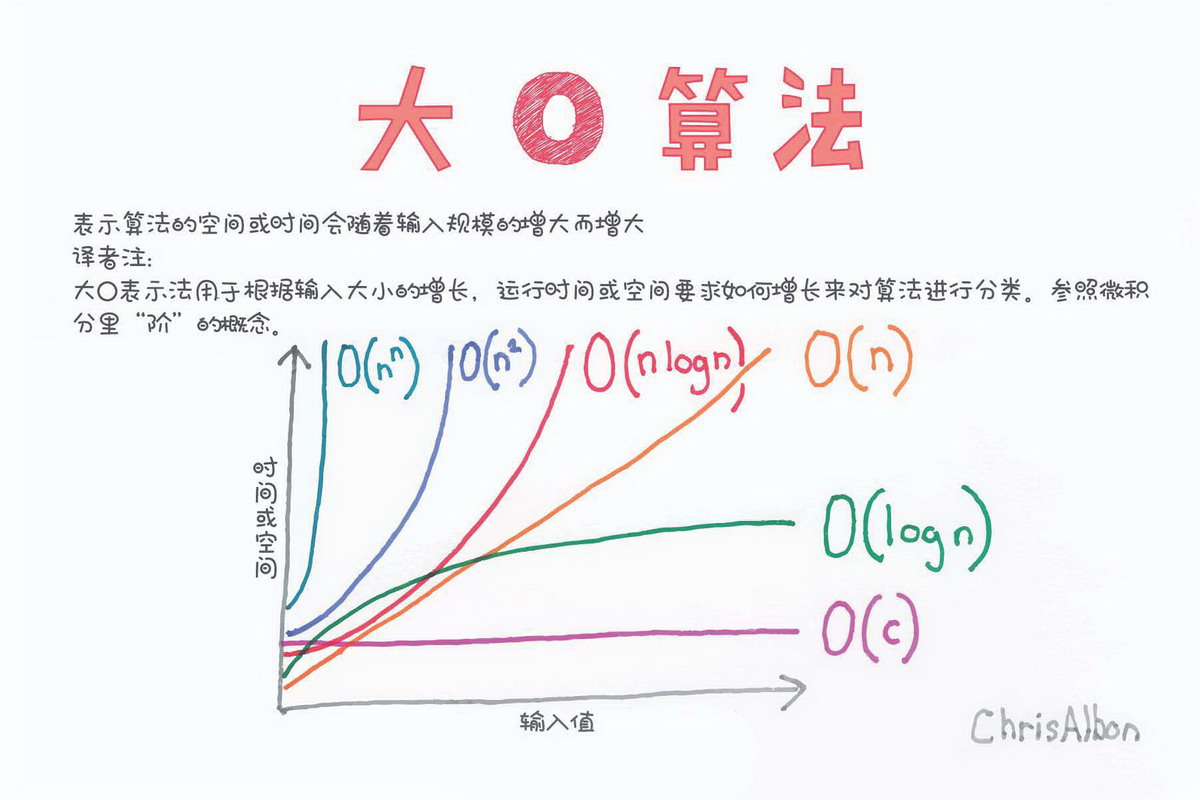 大 O 算法
表示算法的空间或时间会随着输入规模的增大而增大
译者注:
大O表示法用于根据输入大小的增长, 运行时间或空间要求如何增长来对算法进行分类。参照微积
分里“阶”的概念。
O(nⁿ) O(n²) O(n logn) O(n)
时间或空间
O(logn)
O(c)
输入值
ChrisAlbon